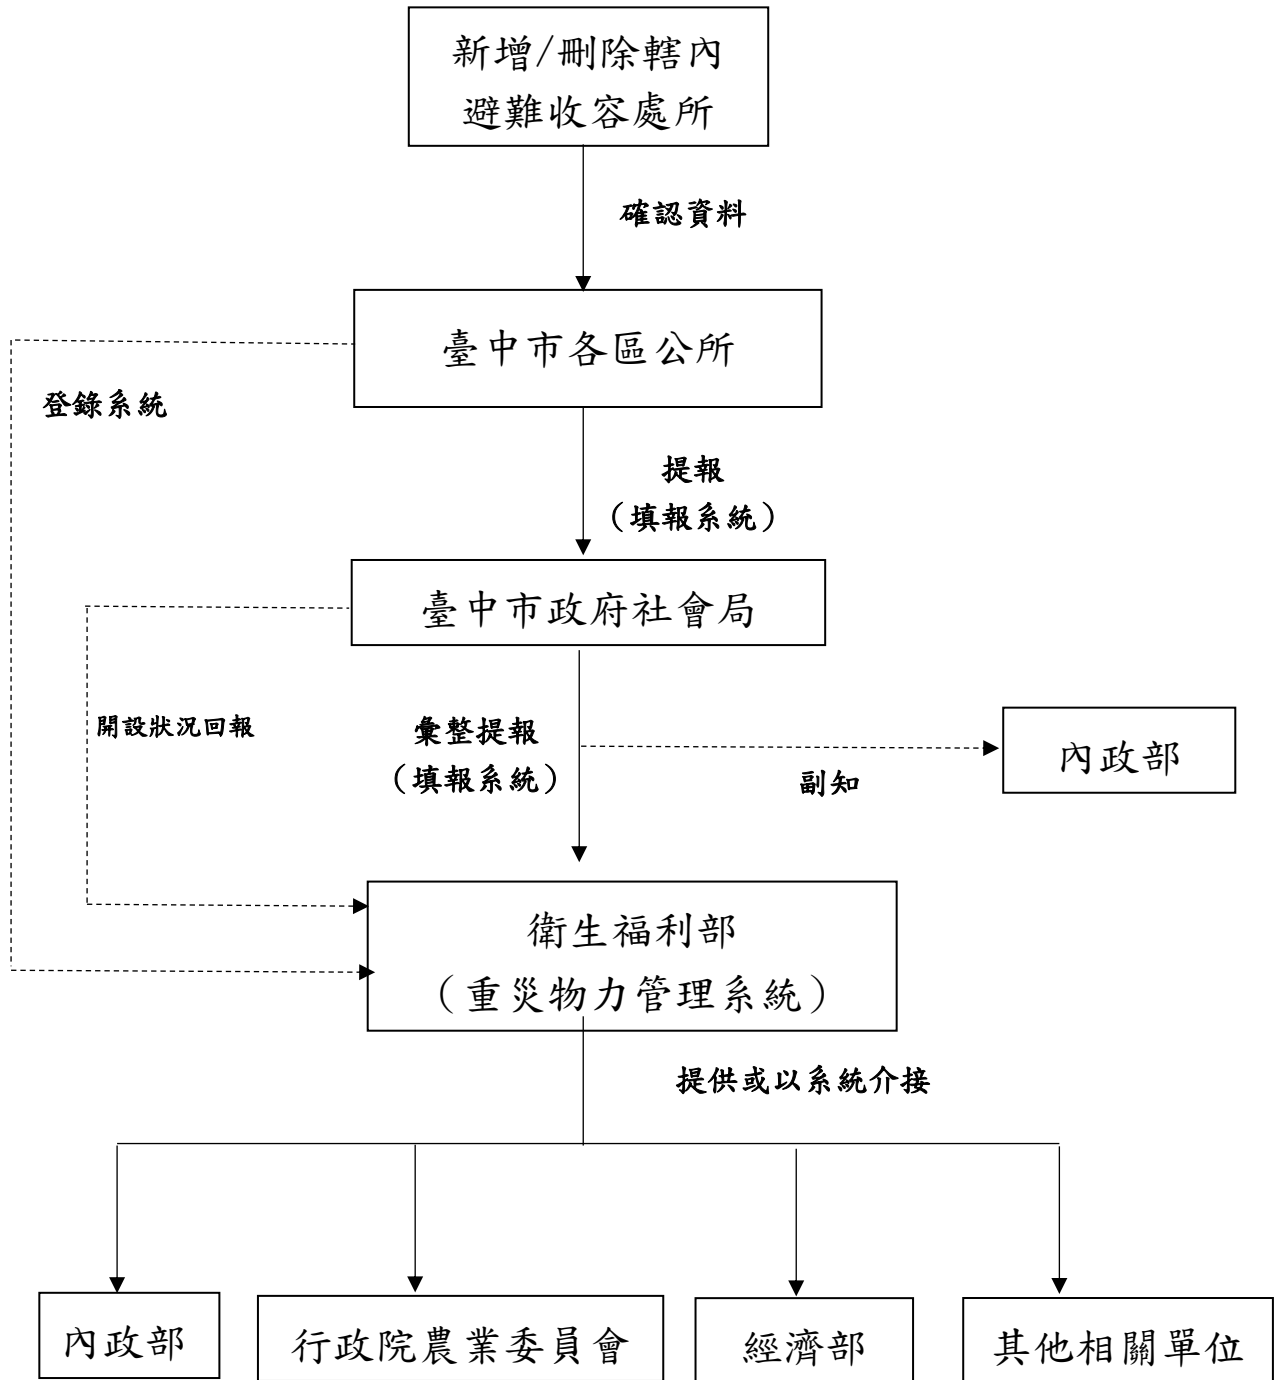 新增/刪除轄內
避難收容處所
確認資料
臺中市各區公所
登錄系統
提報
（填報系統）
臺中市政府社會局
開設狀況回報
彙整提報
（填報系統）
副知
內政部
衛生福利部
（重災物力管理系統）
提供或以系統介接
內政部
行政院農業委員會
經濟部
其他相關單位